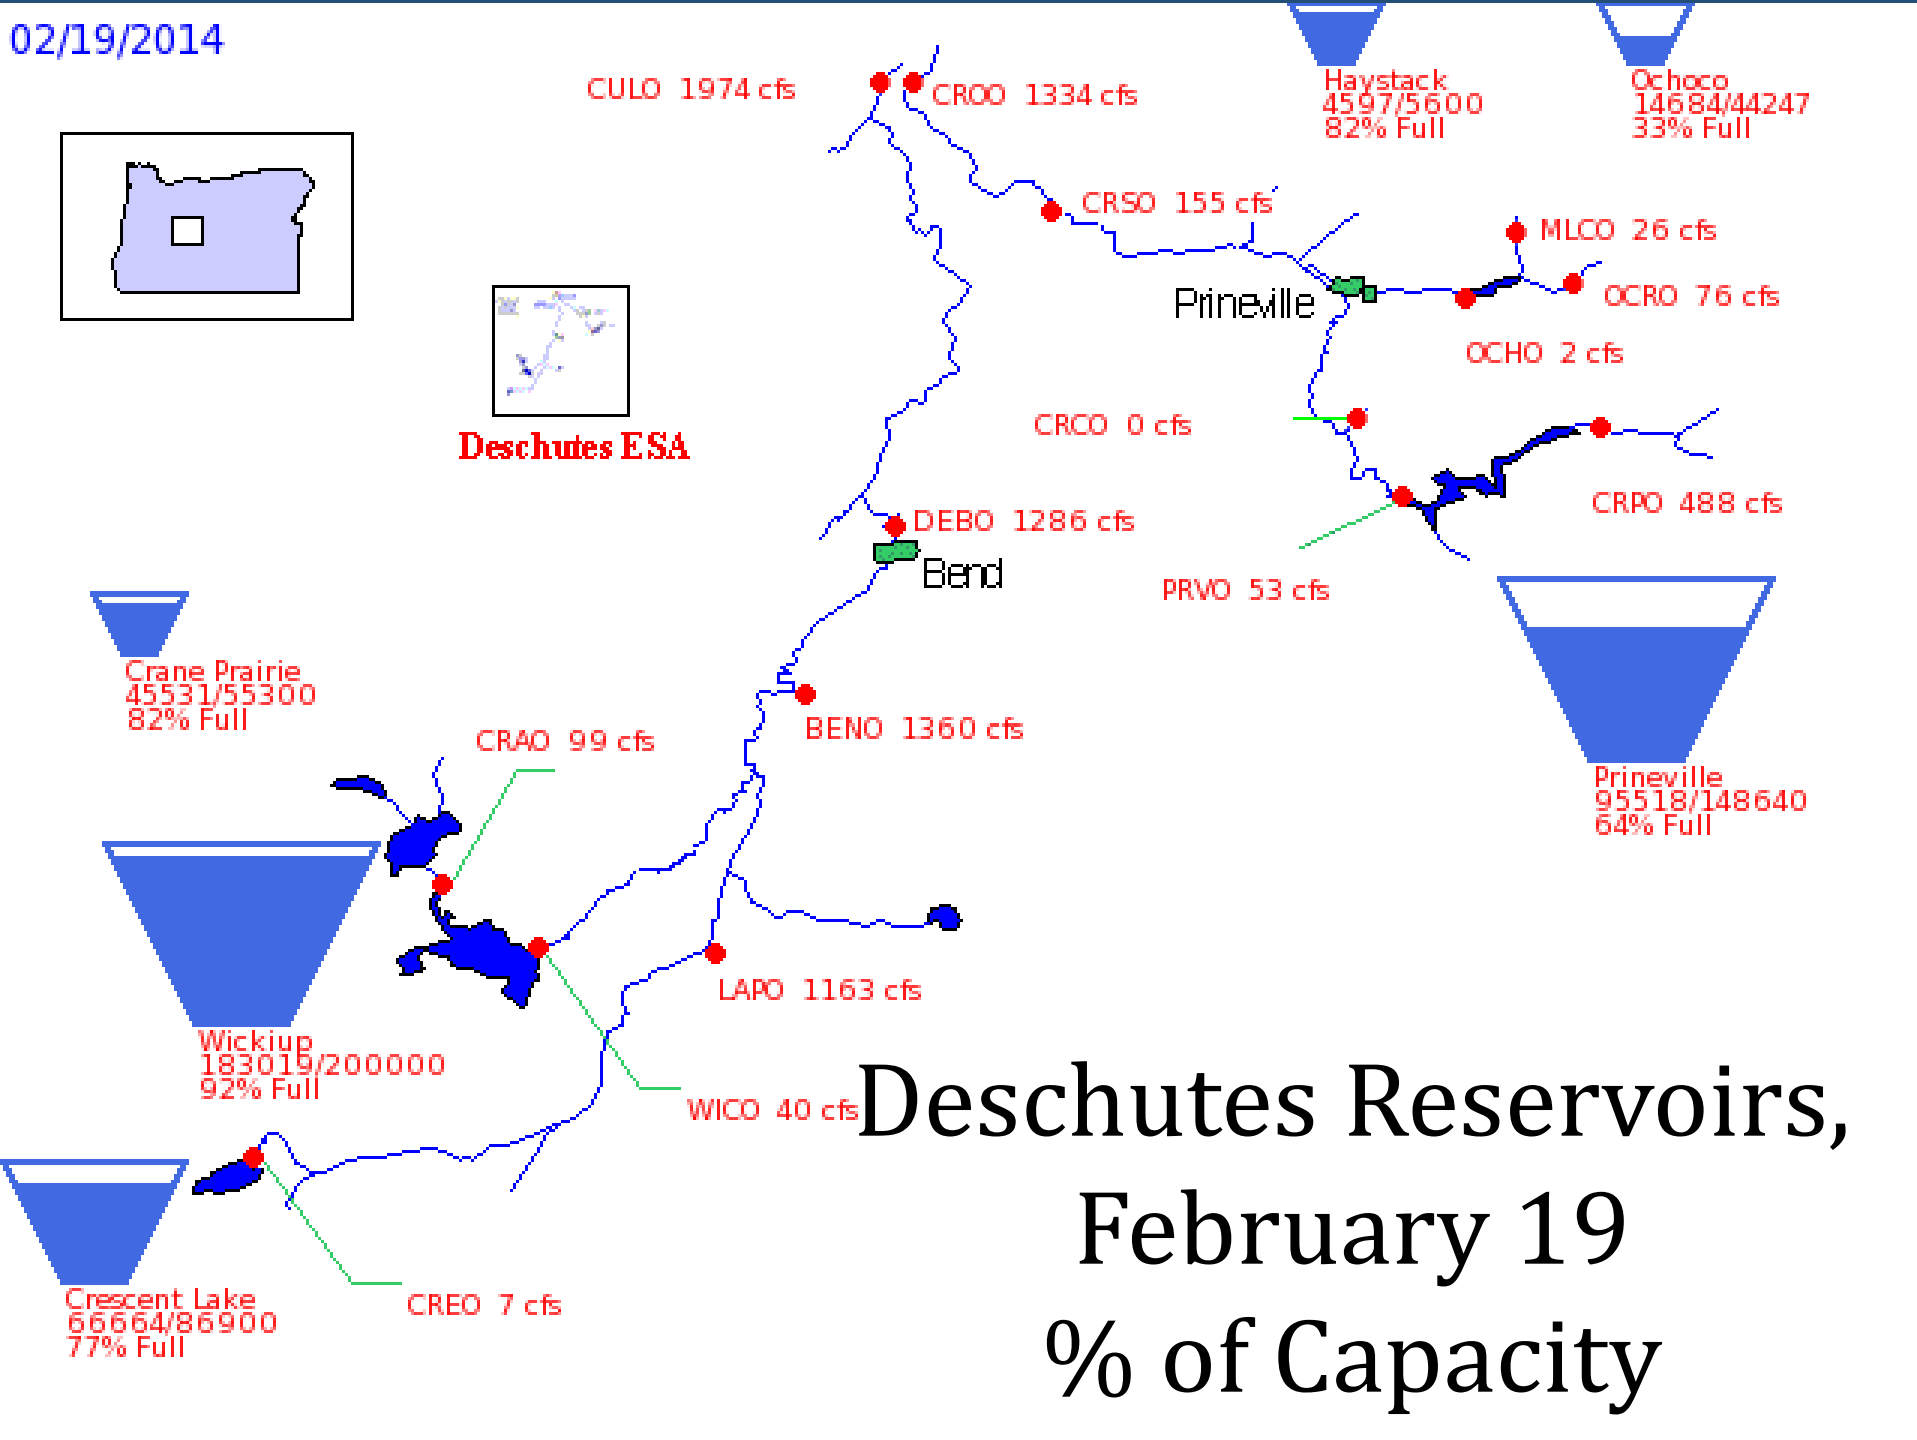 02/19/2014
CULO 1974 cfs
CROO 1334 cfs
Haystack
4597/5600
82% Full
Ochoco
14684/44247
33% Full
CRSO 155 cfs
MLCO 26 cfs
Prineville
OCRO 76 cfs
OCHO 2 cfs
CRCO 0 cfs
Deschutes ESA
CRPO 488 cfs
DEBO 1286 cfs
Bend
PRVO 53 cfs
Crane Prairie
45531/55300
82% Full
BENO 1360 cfs
CRAO 99 cfs
Prineville
95518/148640
64% Full
LAPO 1163 cfs
Wickiup
183019/200000
92% Full
WICO 40 cfs
Deschutes Reservoirs,
February 19
% of Capacity
Crescent Lake
66664/86900
77% Full
CREO 7 cfs